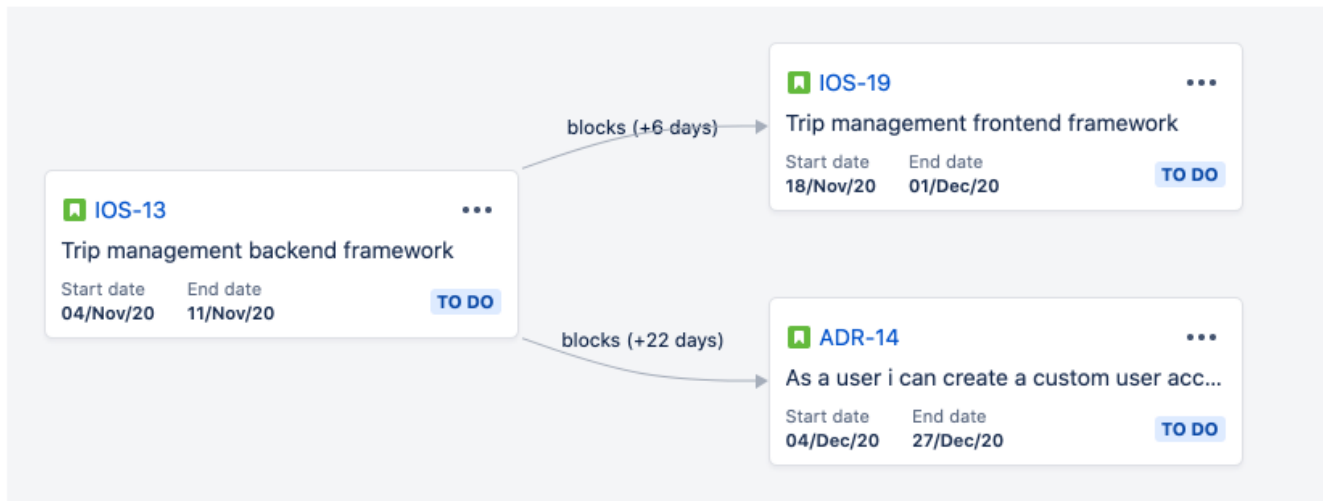 IOS-13
Trip management backend framework
Start date End date
04/Nov/20 11/Nov/20
TO DO
blocks (+6 days)
blocks (+22 days)
IOS-19
Trip management frontend framework
Start date End date
18/Nov/20 01/Dec/20
TO DO
ADR-14
As a user i can create a custom user acc...
Start date End date
04/Dec/20 27/Dec/20
TO DO